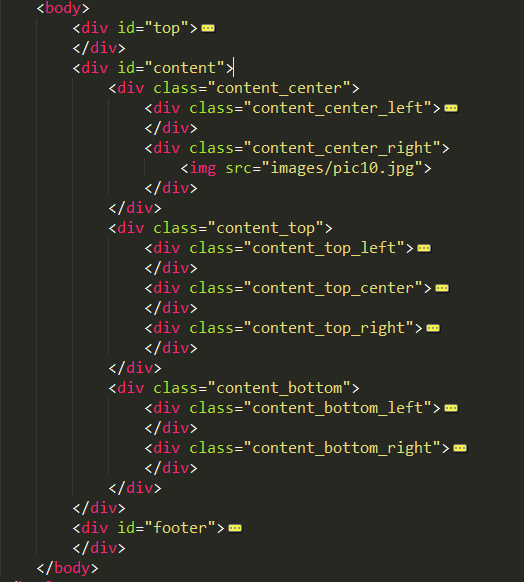 <body>
<div id="top">
</div>
<div id="content">
<div class="content_center">
<div class="content_center_left">
</div>
<div class="content_center_right">
<img src="images/pic10.jpg">
</div>
</div>
<div class="content_top">
<div class="content_top_left">
</div>
<div class="content_top_center">
</div>
<div class="content_top_right">
</div>
</div>
<div class="content_bottom">
<div class="content_bottom_left">
</div>
<div class="content_bottom_right">
</div>
</div>
</div>
<div id="footer">
</div>
</body>